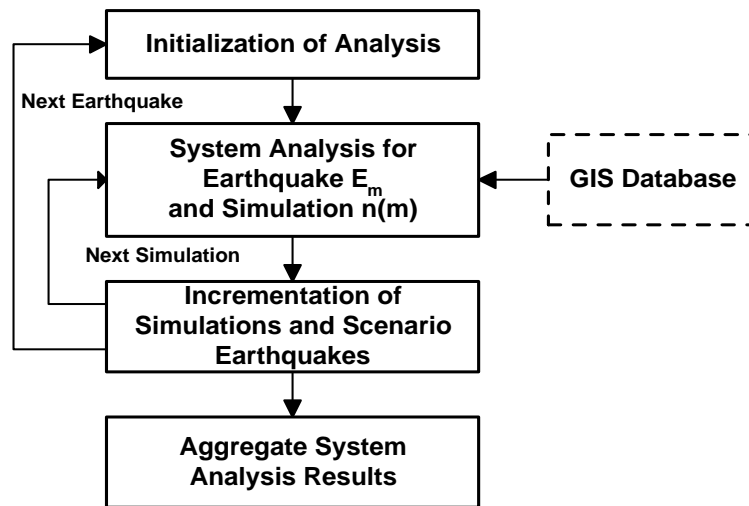 Initialization of Analysis
Next Earthquake
System Analysis for
Earthquake Em
and Simulation n(m)
GIS Database
Next Simulation
Incrementation of
Simulations and Scenario
Earthquakes
Aggregate System
Analysis Results